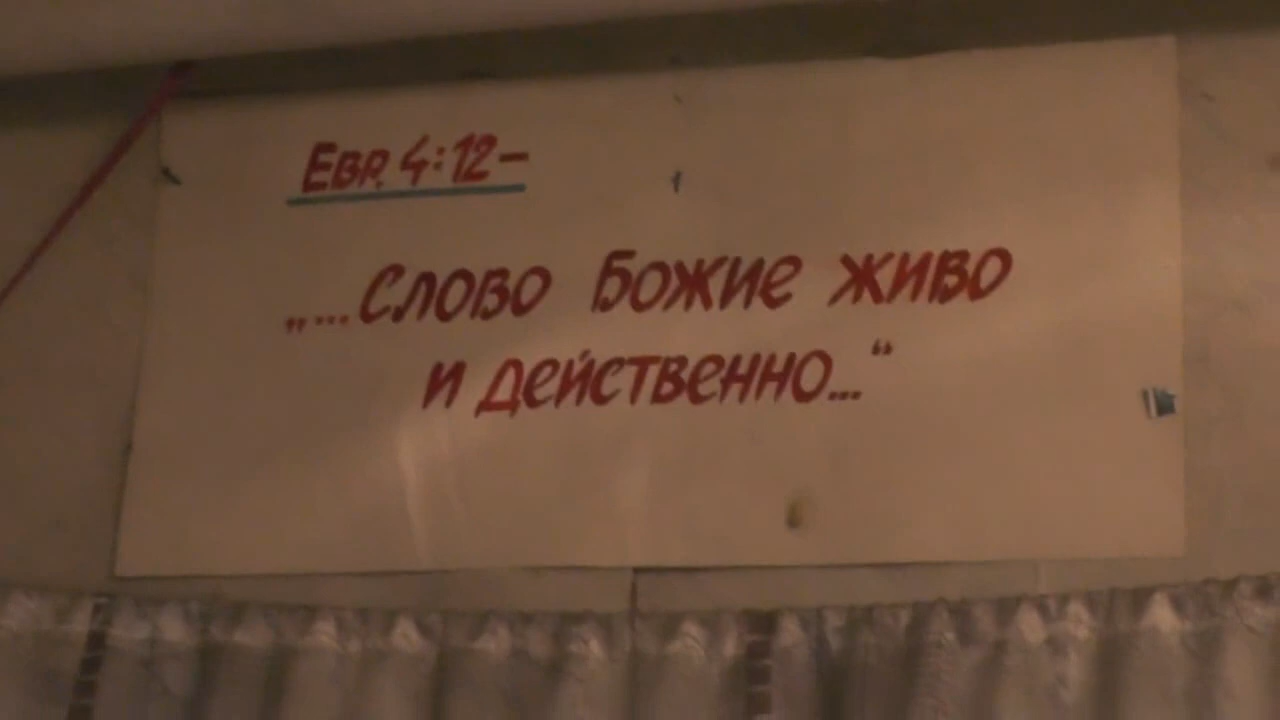 Евр. 4:12–
„...Слово Божие живо
и действенно...“